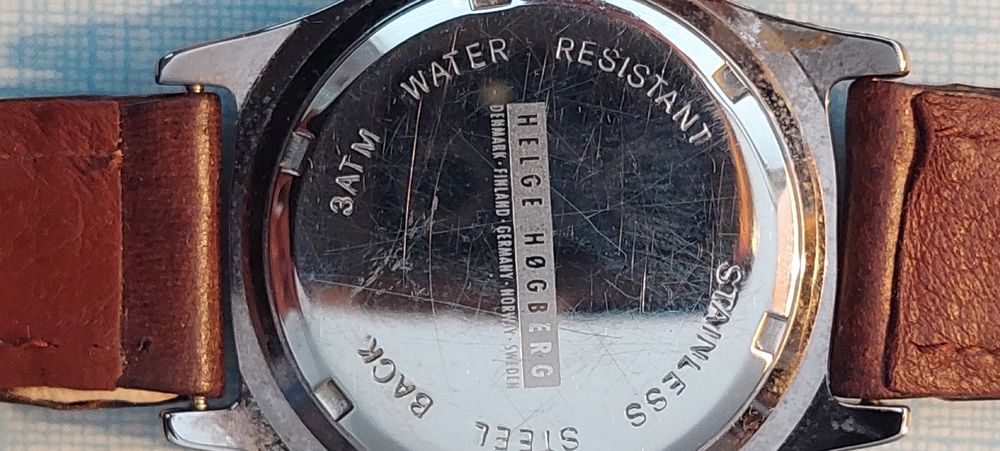 3ATM WATER RESISTANT
STAINLESS STEEL BACK
HELGE HØGBERG
DENMARK · FINLAND · GERMANY · NORWAY · SWEDEN